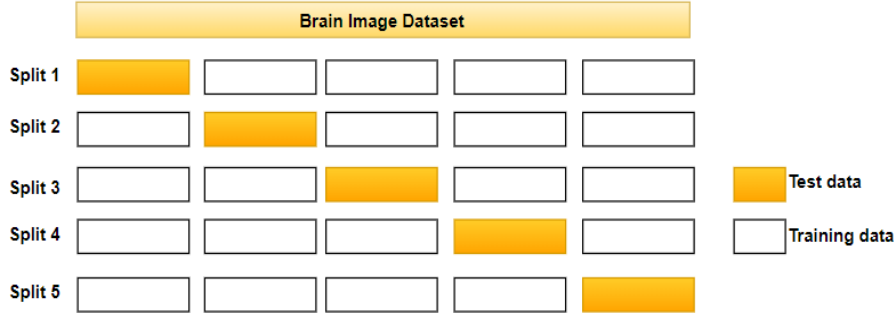 Brain Image Dataset
Split 1
Split 2
Split 3
Test data
Split 4
Training data
Split 5